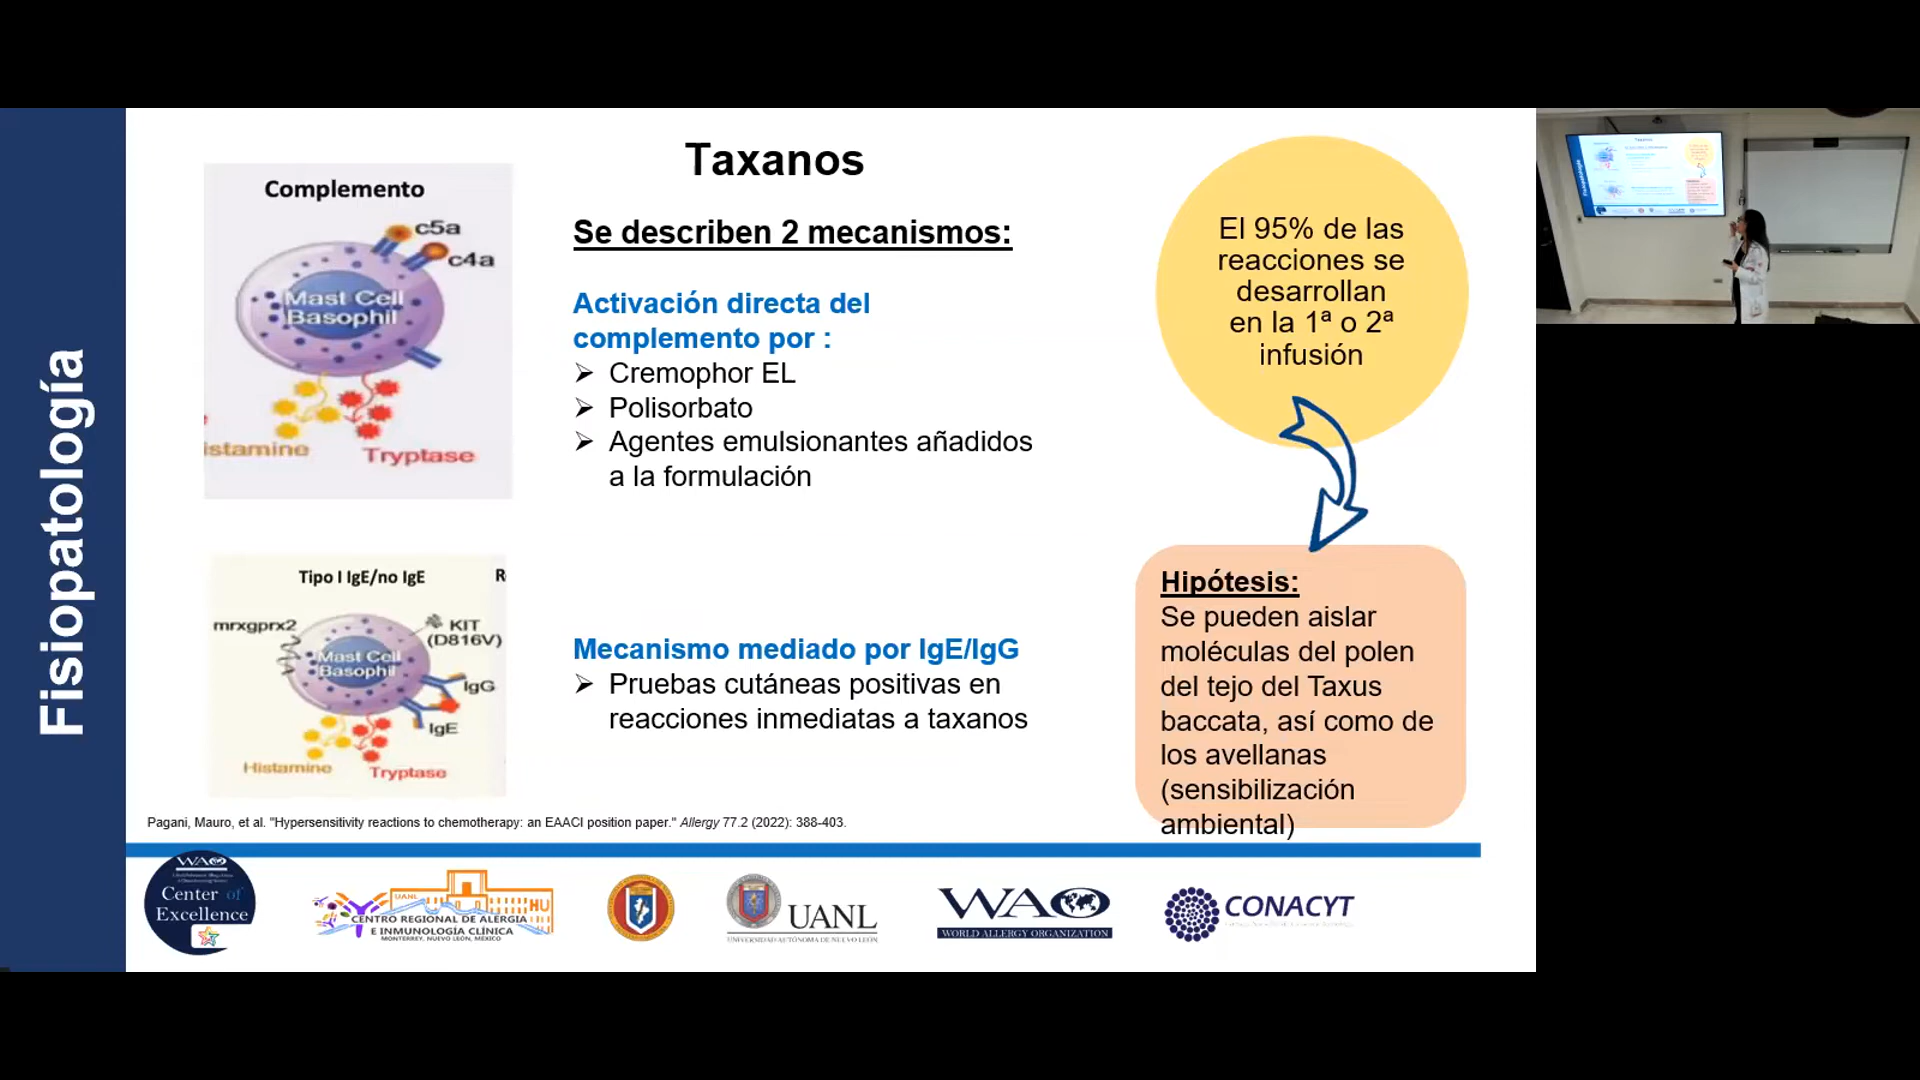 Fisiopatología
Taxanos
Complemento
c5a
c4a
Mast Cell
Basophil
istamine
Tryptase
Se describen 2 mecanismos:
Activación directa del
complemento por :
Cremophor EL
Polisorbato
Agentes emulsionantes añadidos
a la formulación
El 95% de las
reacciones se
desarrollan
en la 1ª o 2ª
infusión
Tipo I IgE/no IgE
R
mrxgprx2
KIT
(D816V)
Mast Cell
Basophil
IgG
IgE
Histamine
Tryptase
Mecanismo mediado por IgE/IgG
Pruebas cutáneas positivas en
reacciones inmediatas a taxanos
Hipótesis:
Se pueden aislar
moléculas del polen
del tejo del Taxus
baccata, así como de
los avellanas
(sensibilización
ambiental)
Pagani, Mauro, et al. "Hypersensitivity reactions to chemotherapy: an EAACI position paper." Allergy 77.2 (2022): 388-403.
WAO
Center of
Excellence
UANL
HU
CENTRO REGIONAL DE ALERGIA
E INMUNOLOGÍA CLÍNICA
MONTERREY, NUEVO LEÓN, MÉXICO
UANL
UNIVERSIDAD AUTÓNOMA DE NUEVO LEÓN
WAO
WORLD ALLERGY ORGANIZATION
CONACYT
Taxanos
Fisiopatología